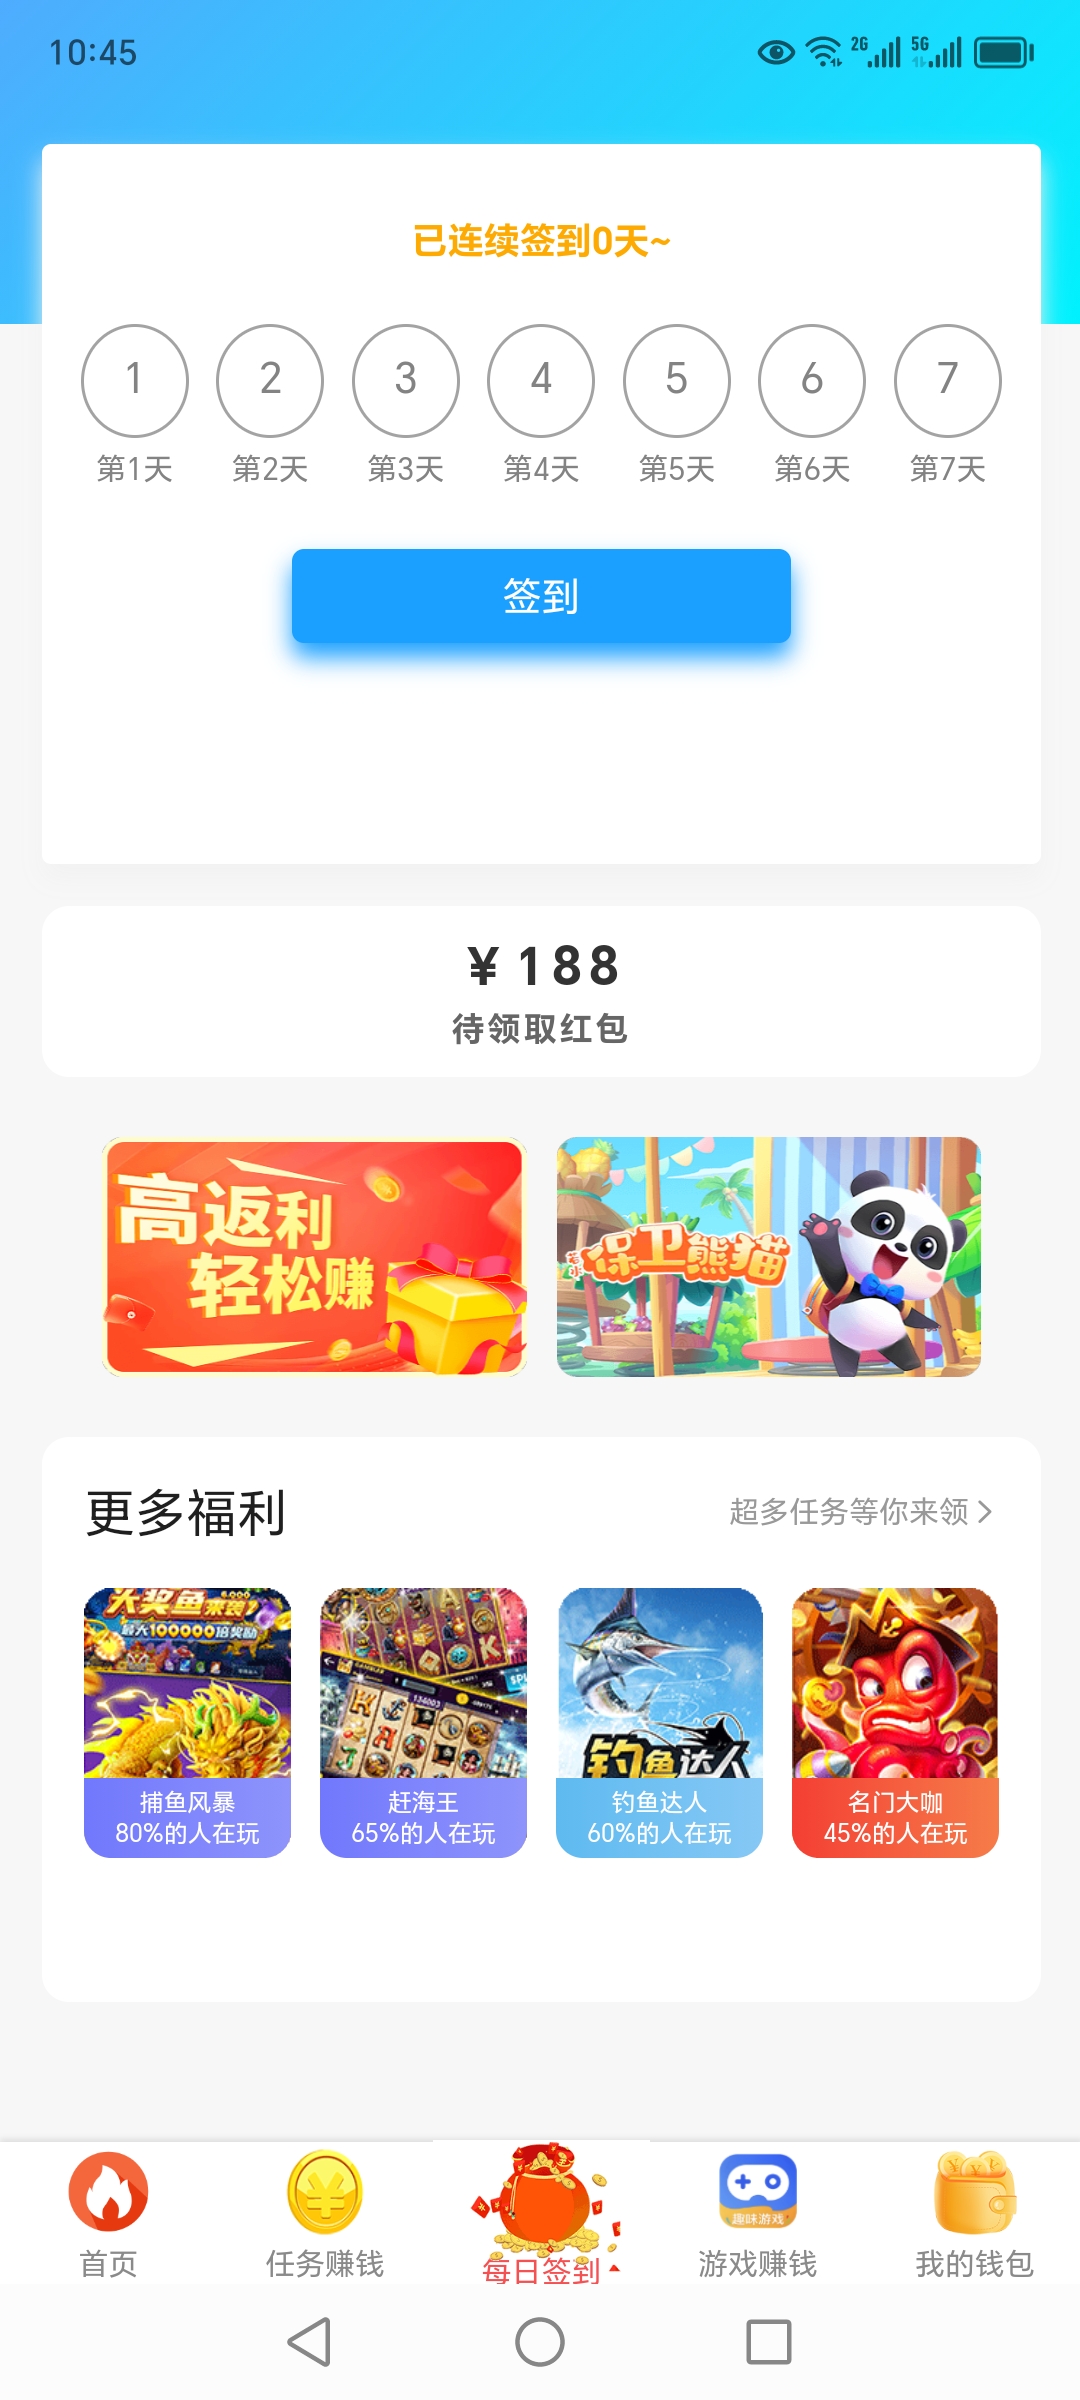 10:45
2G
5G
已连续签到0天~
1 2 3 4 5 6 7
第1天 第2天 第3天 第4天 第5天 第6天 第7天
签到
¥188
待领取红包
高返利
轻松赚
保卫熊猫
更多福利
超多任务等你来领
大奖鱼来袭
最大100000倍奖励
钓鱼达人
捕鱼风暴
80%的人在玩
赶海王
65%的人在玩
钓鱼达人
60%的人在玩
名门大咖
45%的人在玩
趣味游戏
首页
任务赚钱
每日签到
游戏赚钱
我的钱包